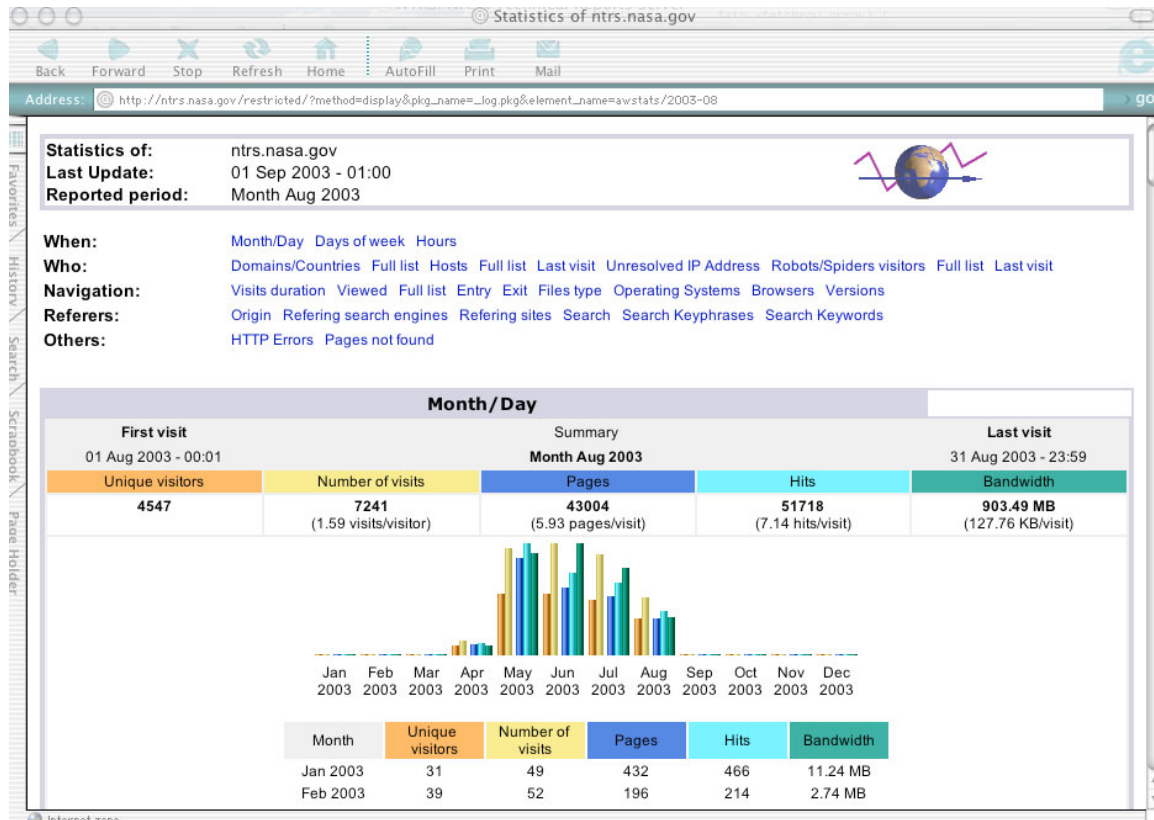 Statistics of ntrs.nasa.gov
Back Forward Stop Refresh Home AutoFill Print Mail
Address: http://ntrs.nasa.gov/restricted/?method=display&pkg_name=_log.pkg&element_name=awstats/2003-08 go
Favorites
History
Search
Scrapbook
Page Holder
Statistics of: ntrs.nasa.gov
Last Update: 01 Sep 2003 - 01:00
Reported period: Month Aug 2003
When: Month/Day Days of week Hours
Who: Domains/Countries Full list Hosts Full list Last visit Unresolved IP Address Robots/Spiders visitors Full list Last visit
Navigation: Visits duration Viewed Full list Entry Exit Files type Operating Systems Browsers Versions
Referers: Origin Refering search engines Refering sites Search Search Keyphrases Search Keywords
Others: HTTP Errors Pages not found
Month/Day
First visit Summary Last visit
01 Aug 2003 - 00:01 Month Aug 2003 31 Aug 2003 - 23:59
Unique visitors Number of visits Pages Hits Bandwidth
4547 7241 43004 51718 903.49 MB
(1.59 visits/visitor) (5.93 pages/visit) (7.14 hits/visit) (127.76 KB/visit)
Jan Feb Mar Apr May Jun Jul Aug Sep Oct Nov Dec
2003 2003 2003 2003 2003 2003 2003 2003 2003 2003 2003 2003
Month Unique visitors Number of visits Pages Hits Bandwidth
Jan 2003 31 49 432 466 11.24 MB
Feb 2003 39 52 196 214 2.74 MB
Internet zone